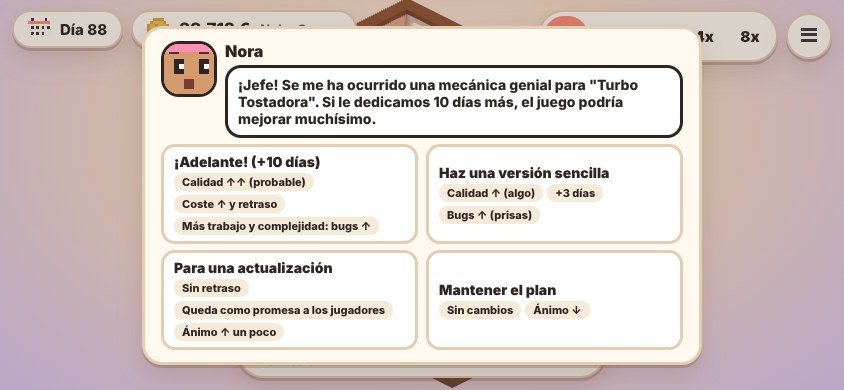 Día 88
4x 8x
Nora
¡Jefe! Se me ha ocurrido una mecánica genial para "Turbo
Tostadora". Si le dedicamos 10 días más, el juego podría
mejorar muchísimo.
¡Adelante! (+10 días)
Calidad ↑↑ (probable)
Coste ↑ y retraso
Más trabajo y complejidad: bugs ↑
Haz una versión sencilla
Calidad ↑ (algo) +3 días
Bugs ↑ (prisas)
Para una actualización
Sin retraso
Queda como promesa a los jugadores
Ánimo ↑ un poco
Mantener el plan
Sin cambios Ánimo ↓